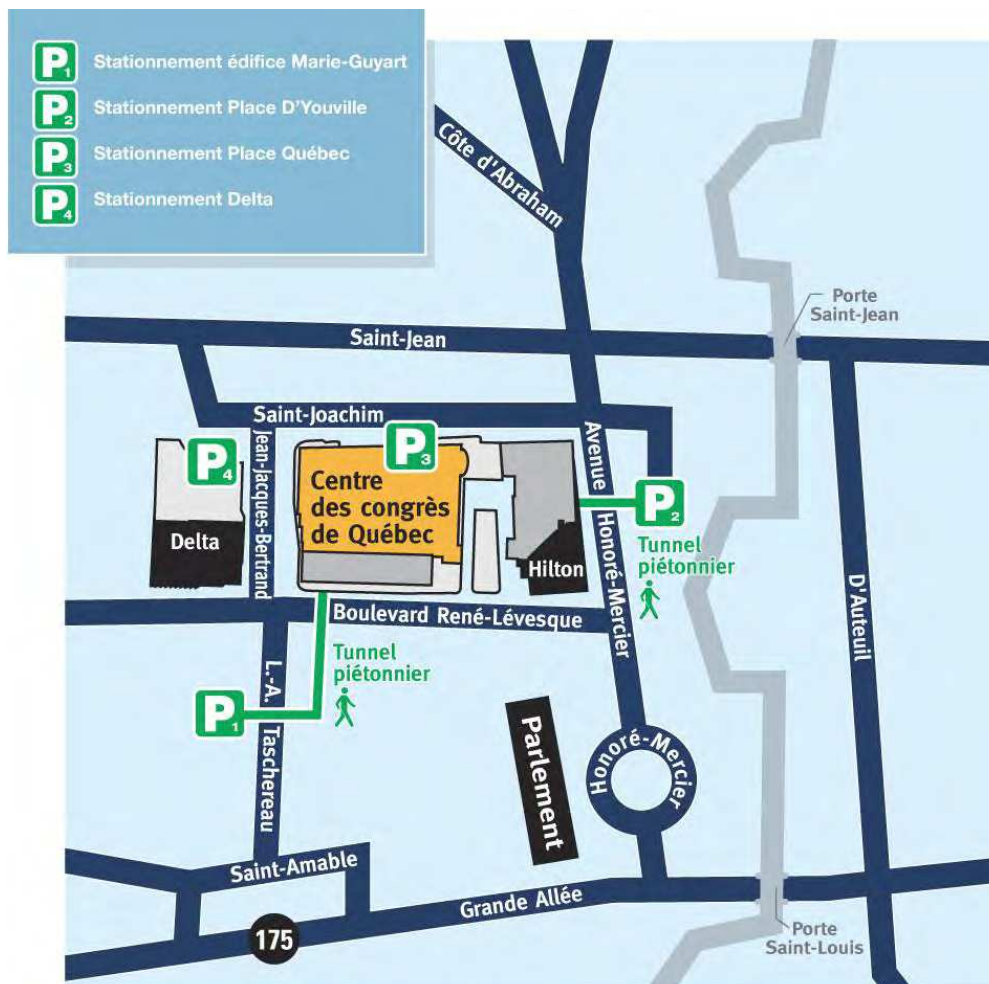 P1 Stationnement édifice Marie-Guyart
P2 Stationnement Place D'Youville
P3 Stationnement Place Québec
P4 Stationnement Delta
Côte d'Abraham
Porte
Saint-Jean
Saint-Jean
Saint-Joachim
Jean-Jacques-Bertrand
Avenue Honoré-Mercier
P4
P3
Centre
des congrès
de Québec
P2
Delta
Hilton
Tunnel
piétonnier
D'Auteuil
Boulevard René-Lévesque
Tunnel
piétonnier
P1
L.-A. Taschereau
Parlement
Honoré-Mercier
Saint-Amable
Grande Allée
175
Porte
Saint-Louis